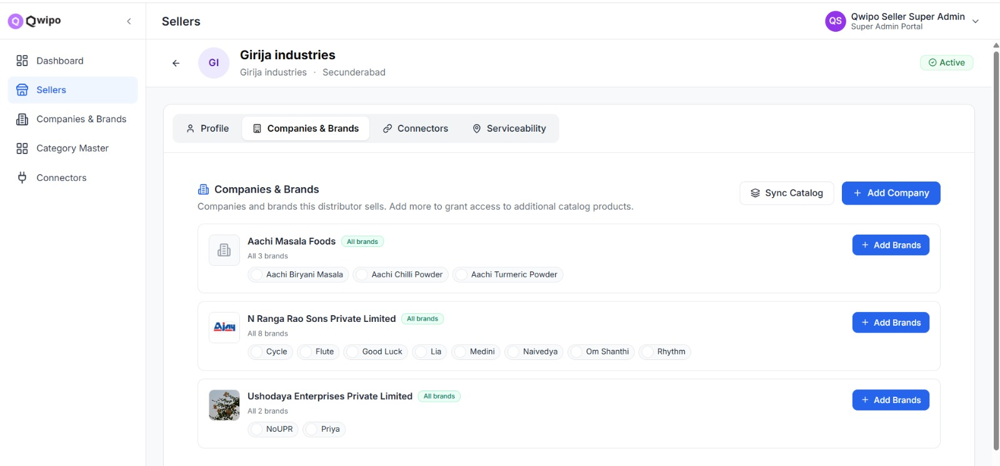 Qwipo
Sellers
Qwipo Seller Super Admin
Super Admin Portal
QS
Dashboard
Sellers
Companies & Brands
Category Master
Connectors
GI
Girija industries
Girija industries · Secunderabad
Active
Profile
Companies & Brands
Connectors
Serviceability
Companies & Brands
Companies and brands this distributor sells. Add more to grant access to additional catalog products.
Sync Catalog
+ Add Company
Aachi Masala Foods All brands
All 3 brands
Aachi Biryani Masala Aachi Chilli Powder Aachi Turmeric Powder
+ Add Brands
Ajay
N Ranga Rao Sons Private Limited All brands
All 8 brands
Cycle Flute Good Luck Lia Medini Naivedya Om Shanthi Rhythm
+ Add Brands
Ushodaya Enterprises Private Limited All brands
All 2 brands
NoUPR Priya
+ Add Brands